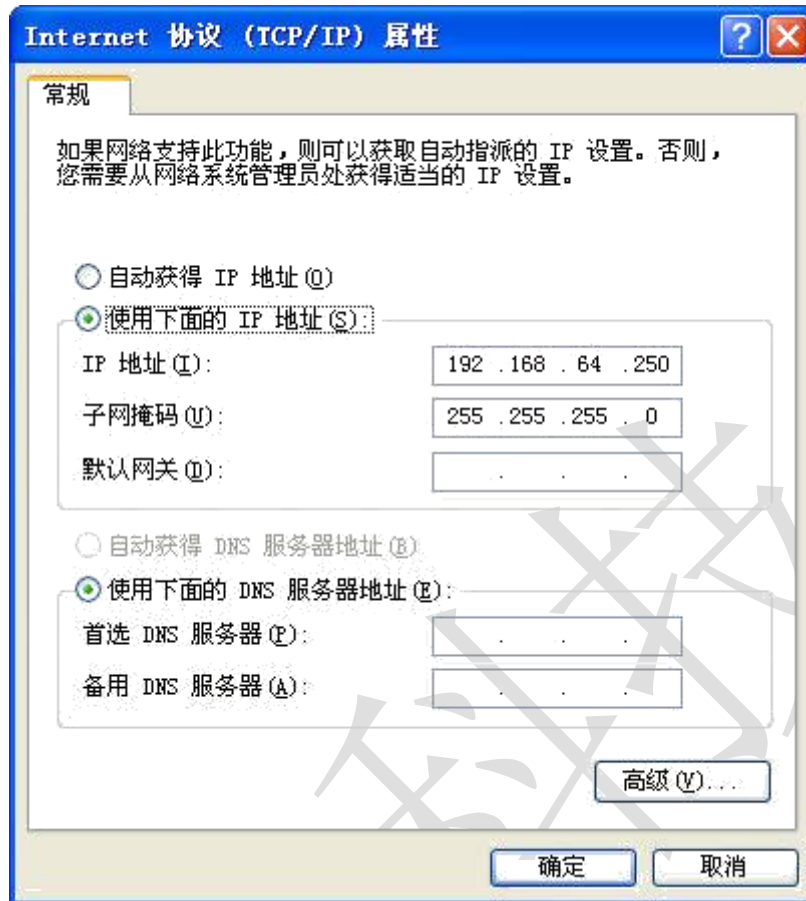 Internet 协议 (TCP/IP) 属性
常规
如果网络支持此功能，则可以获取自动指派的 IP 设置。否则，
您需要从网络系统管理员处获得适当的 IP 设置。
自动获得 IP 地址(O)
使用下面的 IP 地址(S):
IP 地址(I): 192 .168 . 64 .250
子网掩码(U): 255 .255 .255 . 0
默认网关(D): . . .
自动获得 DNS 服务器地址(B)
使用下面的 DNS 服务器地址(E):
首选 DNS 服务器(P): . . .
备用 DNS 服务器(A): . . .
高级(V)...
确定 取消
科技